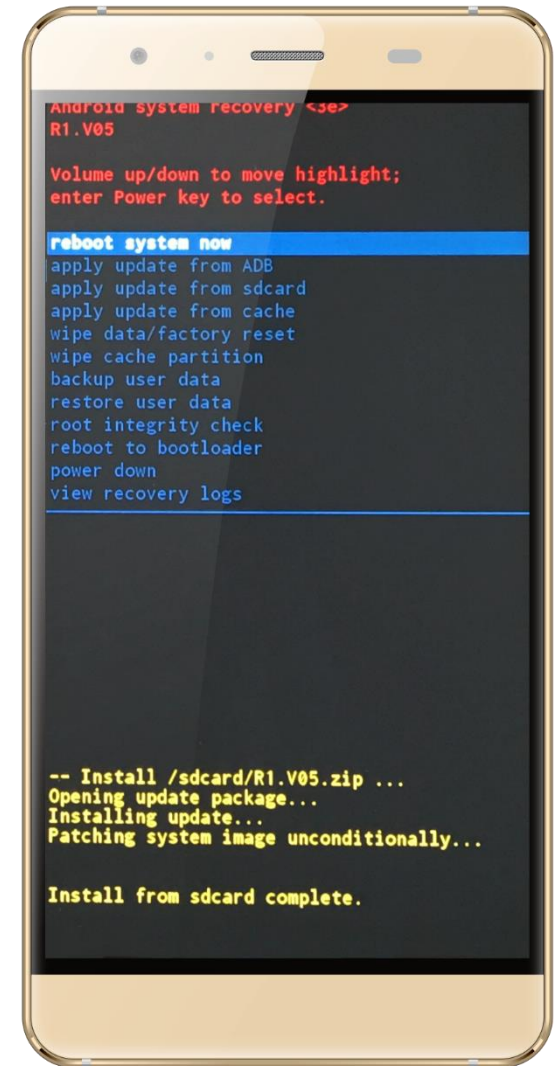 Android system recovery <3e>
R1.V05
Volume up/down to move highlight;
enter Power key to select.
reboot system now
apply update from ADB
apply update from sdcard
apply update from cache
wipe data/factory reset
wipe cache partition
backup user data
restore user data
root integrity check
reboot to bootloader
power down
view recovery logs
-- Install /sdcard/R1.V05.zip ...
Opening update package...
Installing update...
Patching system image unconditionally...
Install from sdcard complete.